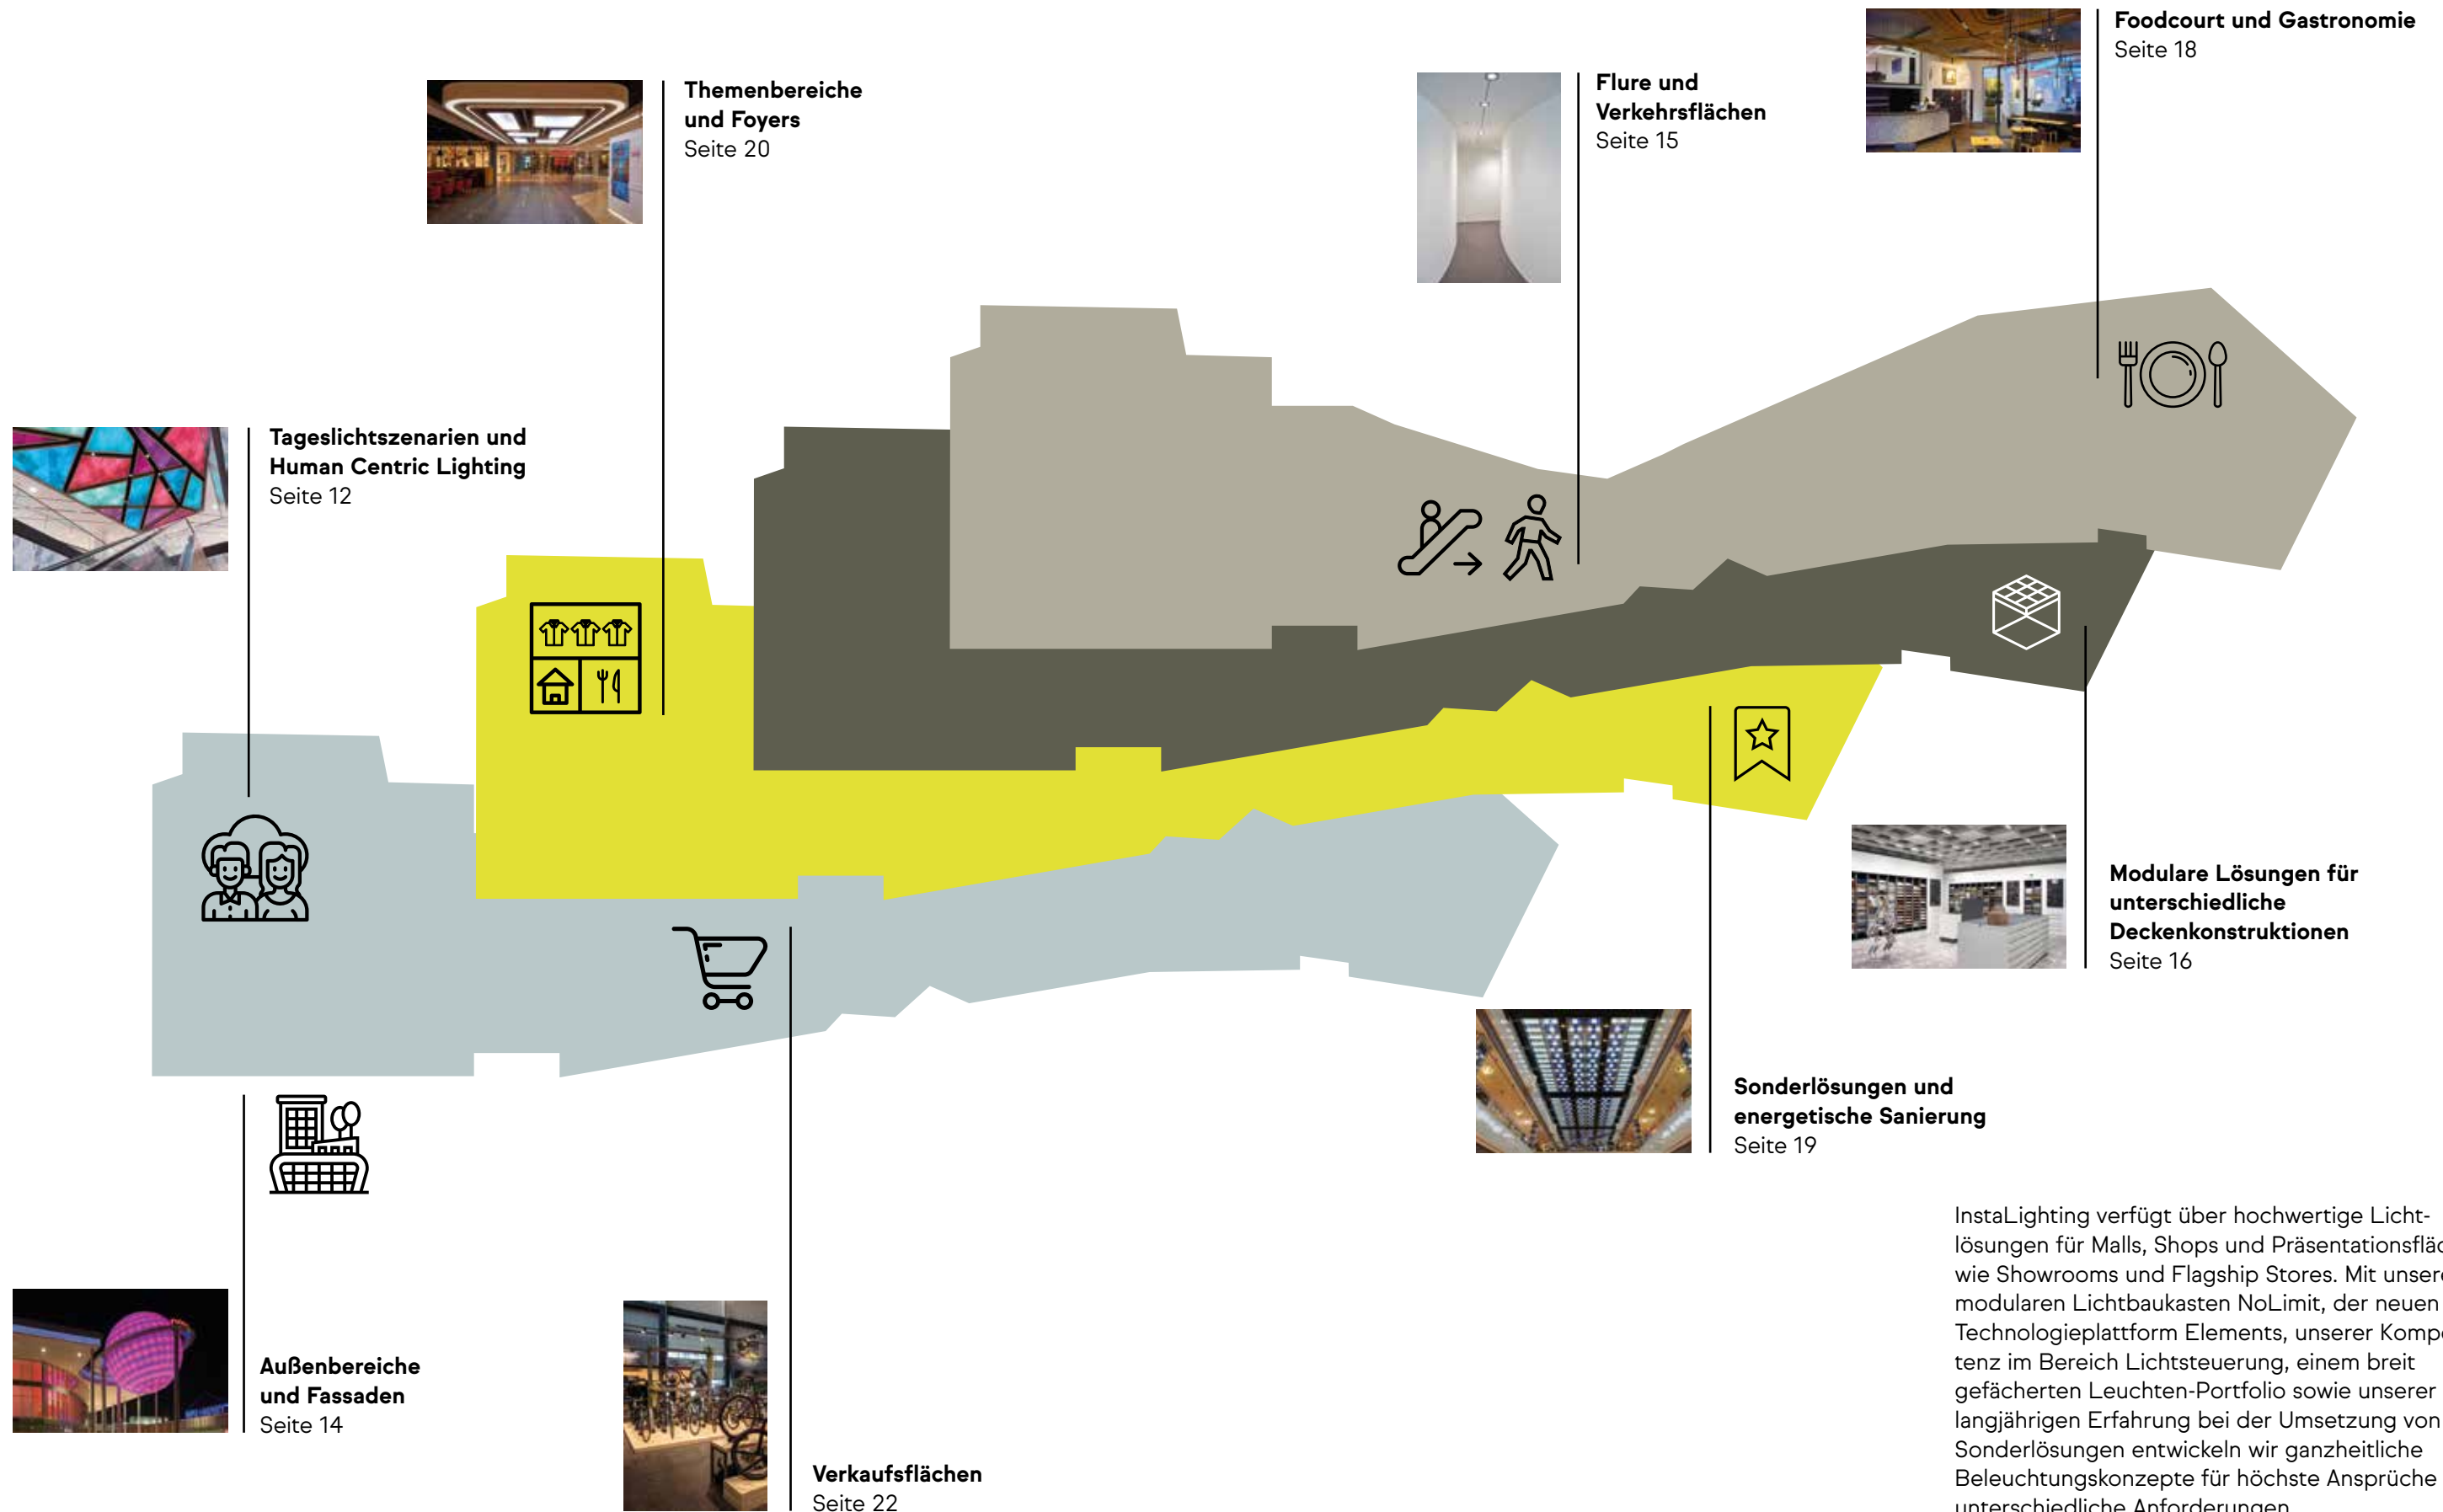 Foodcourt und Gastronomie
Seite 18
Themenbereiche
und Foyers
Seite 20
Flure und
Verkehrsflächen
Seite 15
Tageslichtszenarien und
Human Centric Lighting
Seite 12
Modulare Lösungen für
unterschiedliche
Deckenkonstruktionen
Seite 16
Sonderlösungen und
energetische Sanierung
Seite 19
Außenbereiche
und Fassaden
Seite 14
Verkaufsflächen
Seite 22
InstaLighting verfügt über hochwertige Licht-
lösungen für Malls, Shops und
wie Showrooms und Flagship Stores. Mit
modularen Lichtbaukasten NoLimit, der neuen
Technologieplattform Elements, unserer
tenz im Bereich Lichtsteuerung, einem breit
gefächerten Leuchten-Portfolio sowie unserer
langjährigen Erfahrung bei der Umsetzung von
Sonderlösungen entwickeln wir ganzheitliche
Beleuchtungskonzepte für höchste Ansprüche
unterschiedliche Anforderungen